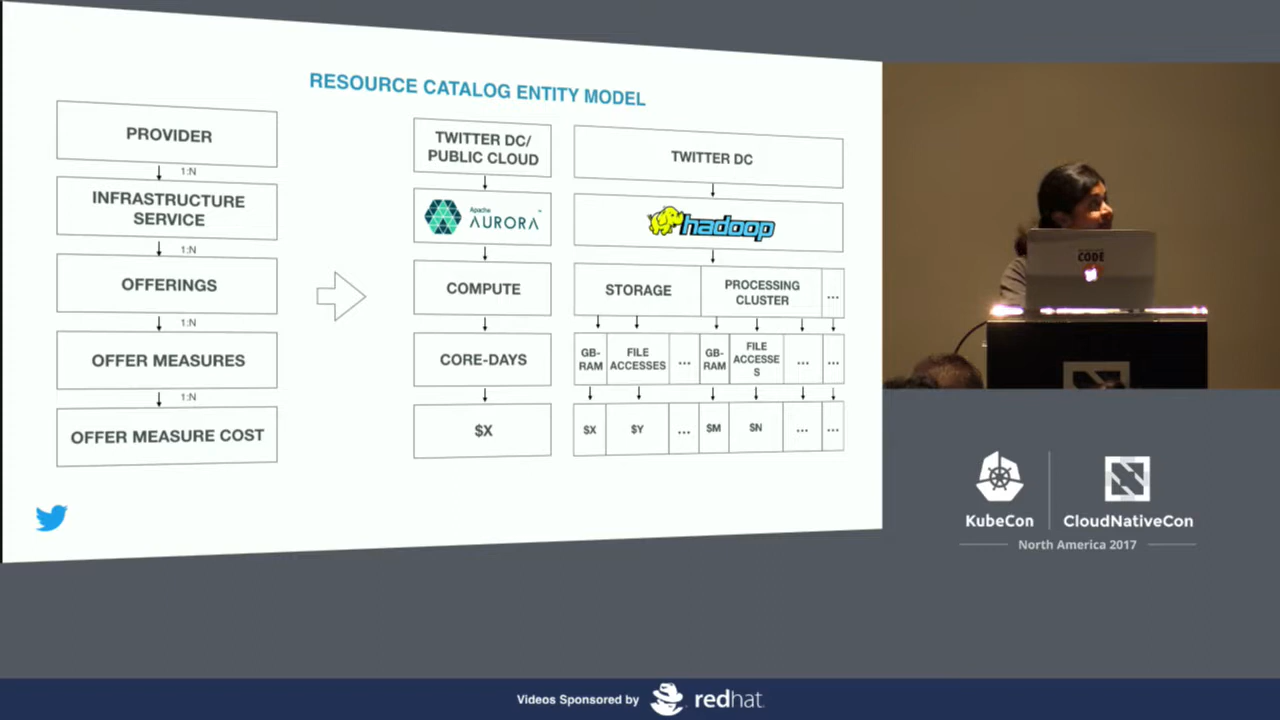 RESOURCE CATALOG ENTITY MODEL
PROVIDER
1:N
INFRASTRUCTURE
SERVICE
1:N
OFFERINGS
1:N
OFFER MEASURES
1:N
OFFER MEASURE COST
TWITTER DC/
PUBLIC CLOUD
Apache
AURORA
COMPUTE
CORE-DAYS
$X
TWITTER DC
hadoop
STORAGE
PROCESSING
CLUSTER
...
GB-
RAM
FILE
ACCESSES
...
GB-
RAM
FILE
ACCESSE
S
...
...
$X
$Y
...
$M
$N
...
...
CODE
KubeCon
CloudNativeCon
North America 2017
Videos Sponsored by
redhat.